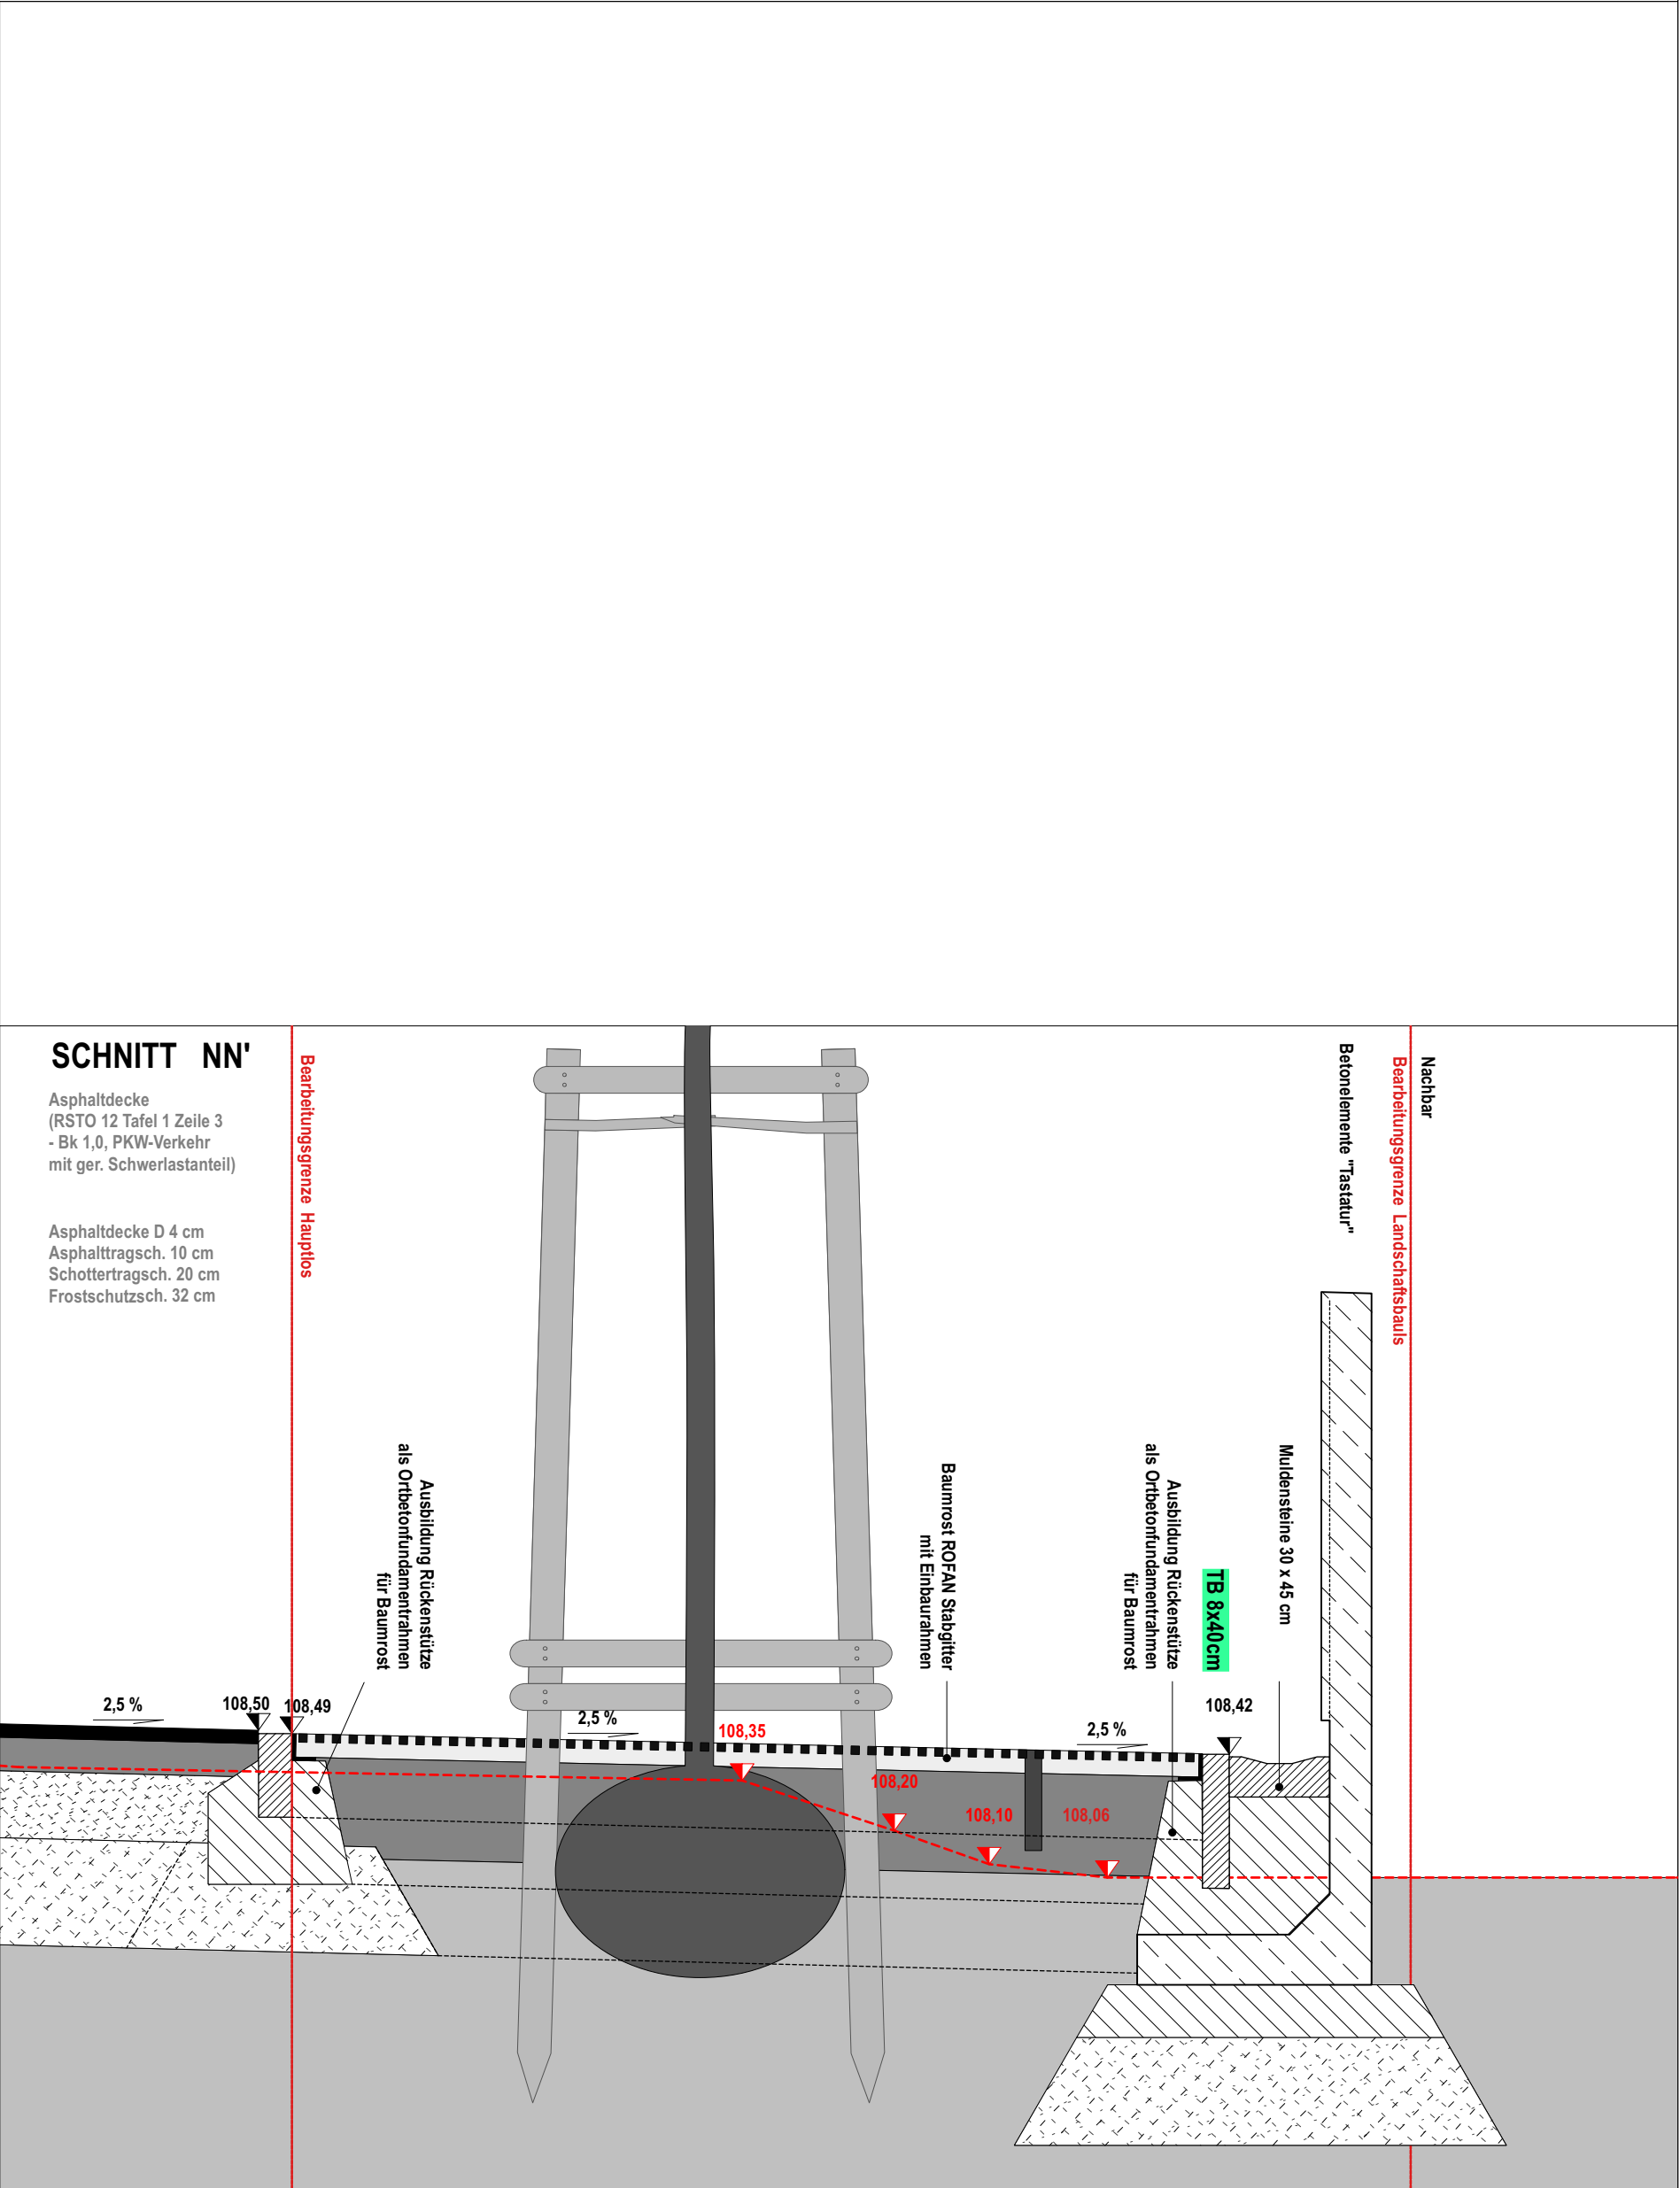 SCHNITT NN'
Asphaltdecke
(RSTO 12 Tafel 1 Zeile 3
- Bk 1,0, PKW-Verkehr
mit ger. Schwerlastanteil)
Asphaltdecke D 4 cm
Asphalttragsch. 10 cm
Schottertragsch. 20 cm
Frostschutzsch. 32 cm
Bearbeitungsgrenze Hauptlos
Betonelemente "Tastatur"
Nachbar
Bearbeitungsgrenze Landschaftsbauls
Ausbildung Rückenstütze
als Ortbetonfundamentrahmen
für Baumrost
Baumrost ROFAN Stabgitter
mit Einbaurahmen
Ausbildung Rückenstütze
als Ortbetonfundamentrahmen
für Baumrost
TB 8x40cm
Muldensteine 30 x 45 cm
2,5 %
108,50
108,49
2,5 %
108,35
2,5 %
108,42
108,20
108,10
108,06